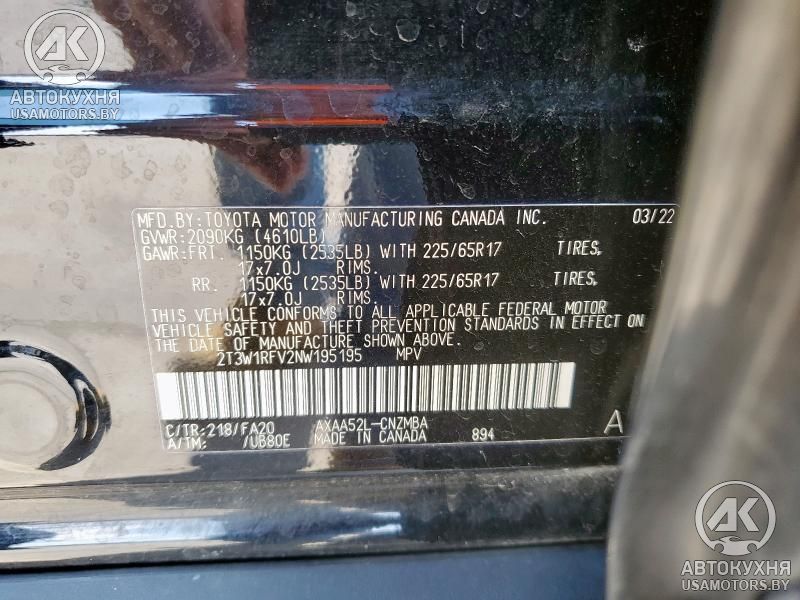 AK
АВТОКУХНЯ
USAMOTORS.BY
MFD.BY:TOYOTA MOTOR MANUFACTURING CANADA INC. 03/22
GVWR:2090KG (4610LB)
GAWR:FRT. 1150KG (2535LB) WITH 225/65R17 TIRES,
17x7.0J RIMS.
RR. 1150KG (2535LB) WITH 225/65R17 TIRES,
17x7.0J RIMS.
THIS VEHICLE CONFORMS TO ALL APPLICABLE FEDERAL MOTOR
VEHICLE SAFETY AND THEFT PREVENTION STANDARDS IN EFFECT ON
THE DATE OF MANUFACTURE SHOWN ABOVE.
2T3W1RFV2NW195195 MPV
C/TR:218/FA20 AXAA52L-CNZMBA A
A/TM: /UB80E MADE IN CANADA 894
AK
АВТОКУХНЯ
USAMOTORS.BY